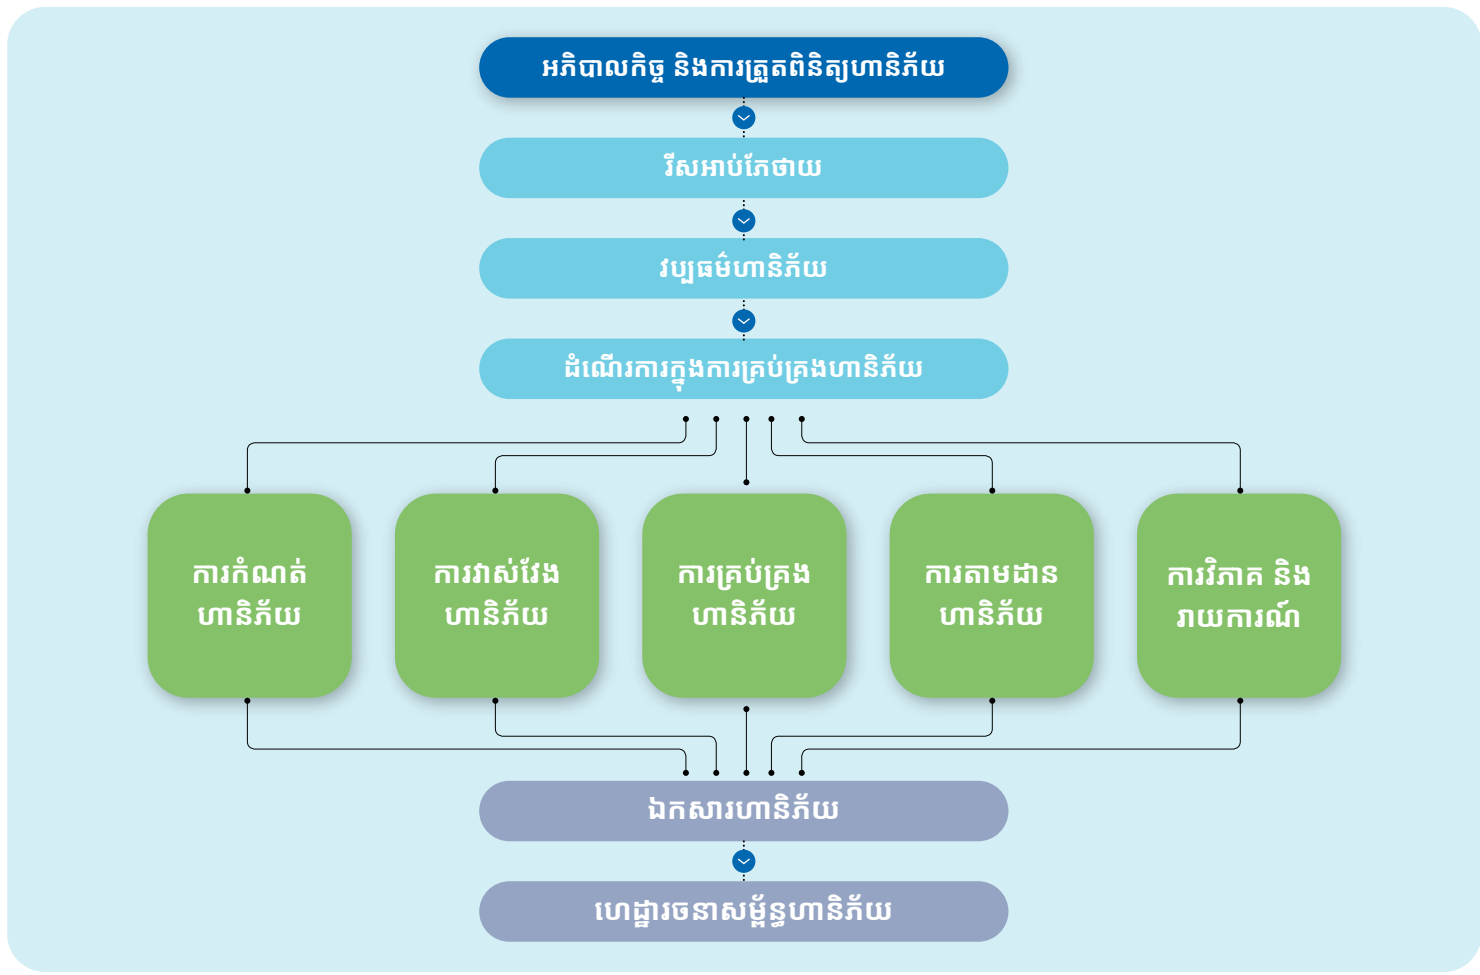 អភិបាលកិច្ច និងការត្រួតពិនិត្យហានិភ័យ
រីសអាប់ភែថាយ
វប្បធម៌ហានិភ័យ
ដំណើរការក្នុងការគ្រប់គ្រងហានិភ័យ
ការកំណត់
ហានិភ័យ
ការវាស់វែង
ហានិភ័យ
ការគ្រប់គ្រង
ហានិភ័យ
ការតាមដាន
ហានិភ័យ
ការវិភាគ និង
រាយការណ៍
ឯកសារហានិភ័យ
ហេដ្ឋារចនាសម្ព័ន្ធហានិភ័យ